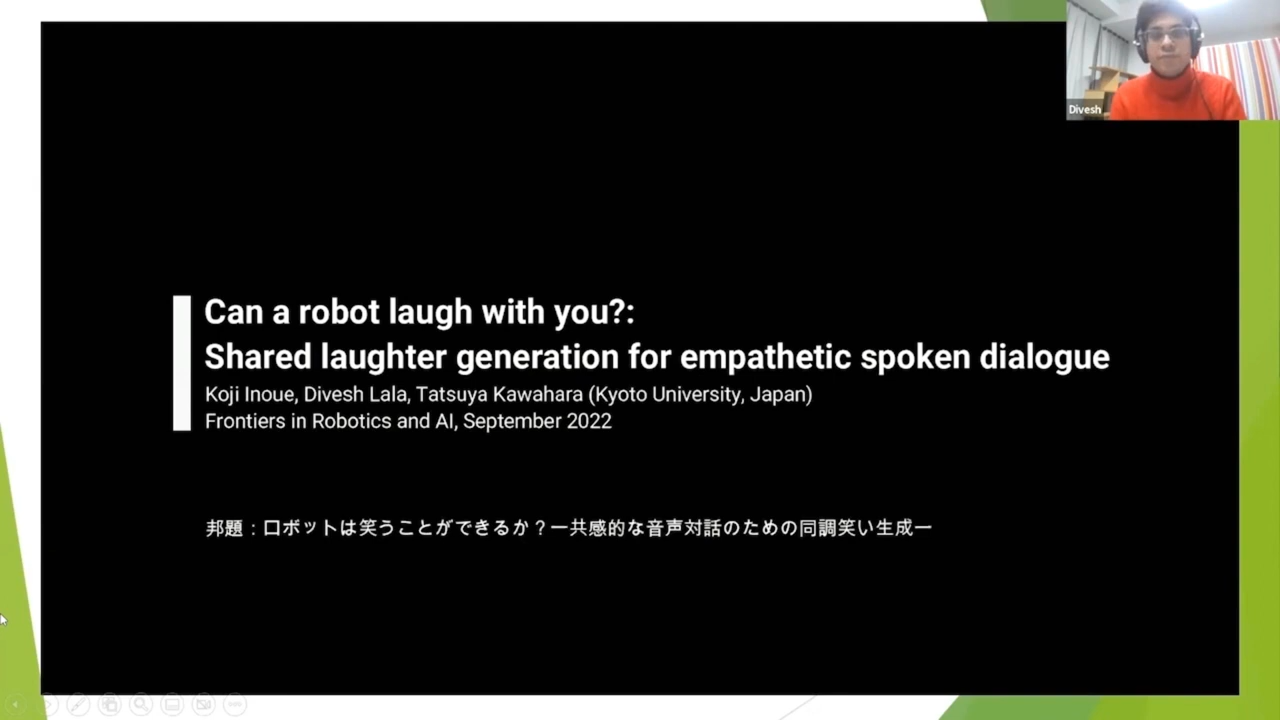 Can a robot laugh with you?:
Shared laughter generation for empathetic spoken dialogue
Koji Inoue, Divesh Lala, Tatsuya Kawahara (Kyoto University, Japan)
Frontiers in Robotics and AI, September 2022
邦題：ロボットは笑うことができるか？ー共感的な音声対話のための同調笑い生成ー
Divesh